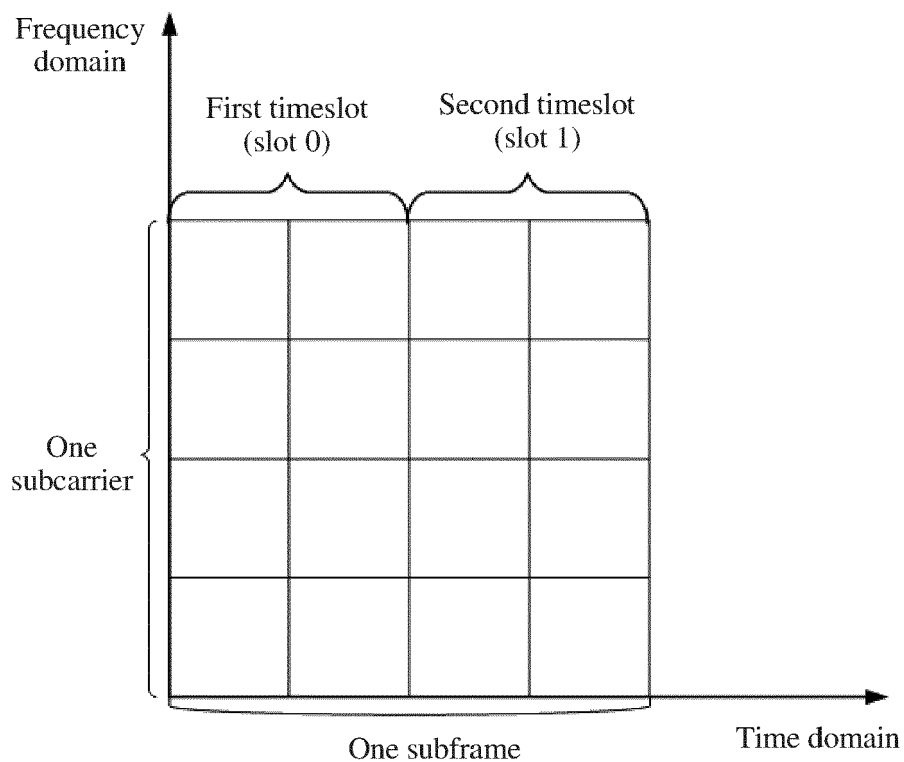 Frequency
domain
First timeslot
(slot 0)
Second timeslot
(slot 1)
One
subcarrier
One subframe
Time domain